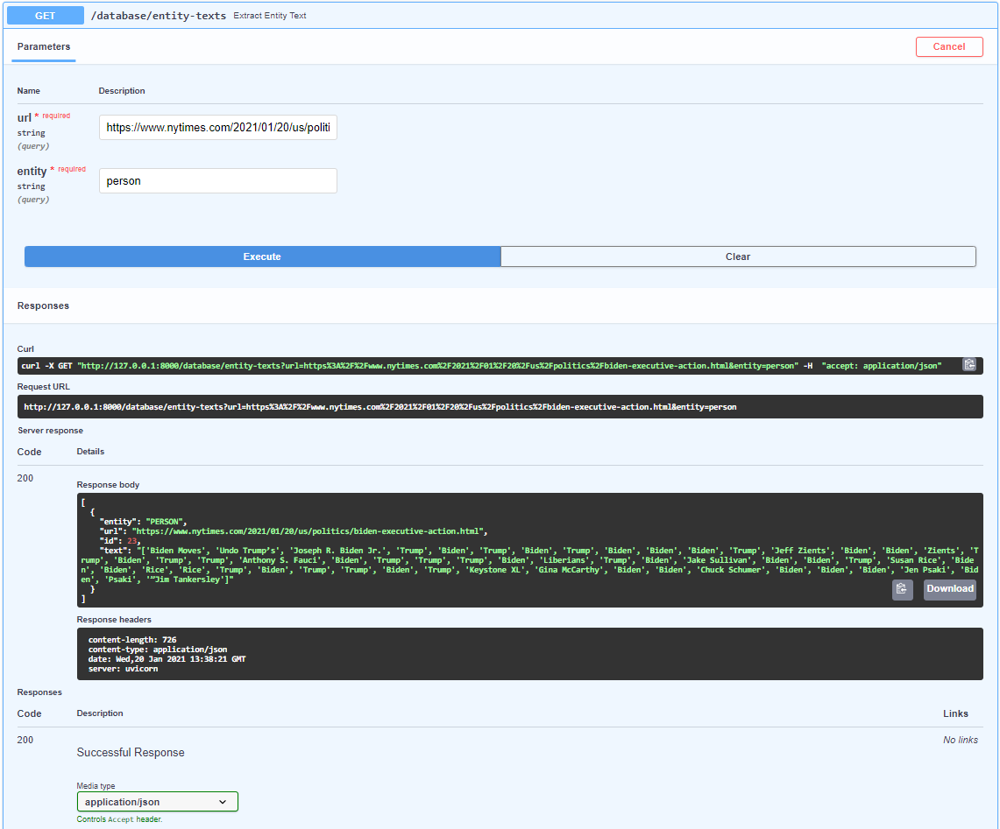 GET /database/entity-texts Extract Entity Text
Parameters
Cancel
Name Description
url * required
string
(query)
https://www.nytimes.com/2021/01/20/us/politi
entity * required
string
(query)
person
Execute Clear
Responses
Curl
curl -X GET "http://127.0.0.1:8000/database/entity-texts?url=https%3A%2F%2Fwww.nytimes.com%2F2021%2F01%2F20%2Fus%2Fpolitics%2Fbiden-executive-action.html&entity=person" -H "accept: application/json"
Request URL
http://127.0.0.1:8000/database/entity-texts?url=https%3A%2F%2Fwww.nytimes.com%2F2021%2F01%2F20%2Fus%2Fpolitics%2Fbiden-executive-action.html&entity=person
Server response
Code Details
200
Response body
[
{
"entity": "PERSON",
"url": "https://www.nytimes.com/2021/01/20/us/politics/biden-executive-action.html",
"id": 23,
"text": "['Biden Moves', 'Undo Trump’s', 'Joseph R. Biden Jr.', 'Trump', 'Biden', 'Trump', 'Biden', 'Trump', 'Biden', 'Biden', 'Biden', 'Trump', 'Jeff Zients', 'Biden', 'Biden', 'Zients', 'T
rump', 'Biden', 'Trump', 'Trump', 'Anthony S. Fauci', 'Biden', 'Trump', 'Trump', 'Trump', 'Biden', 'Liberians', 'Trump', 'Biden', 'Jake Sullivan', 'Biden', 'Biden', 'Trump', 'Susan Rice', 'Bide
n', 'Biden', 'Rice', 'Rice', 'Trump', 'Biden', 'Trump', 'Trump', 'Biden', 'Trump', 'Keystone XL', 'Gina McCarthy', 'Biden', 'Biden', 'Chuck Schumer', 'Biden', 'Biden', 'Biden', 'Jen Psaki', 'Bid
en', 'Psaki', '”Jim Tankersley']"
}
]
Download
Response headers
content-length: 726
content-type: application/json
date: Wed,20 Jan 2021 13:38:21 GMT
server: uvicorn
Responses
Code Description Links
200
Successful Response
No links
Media type
application/json
Controls Accept header.